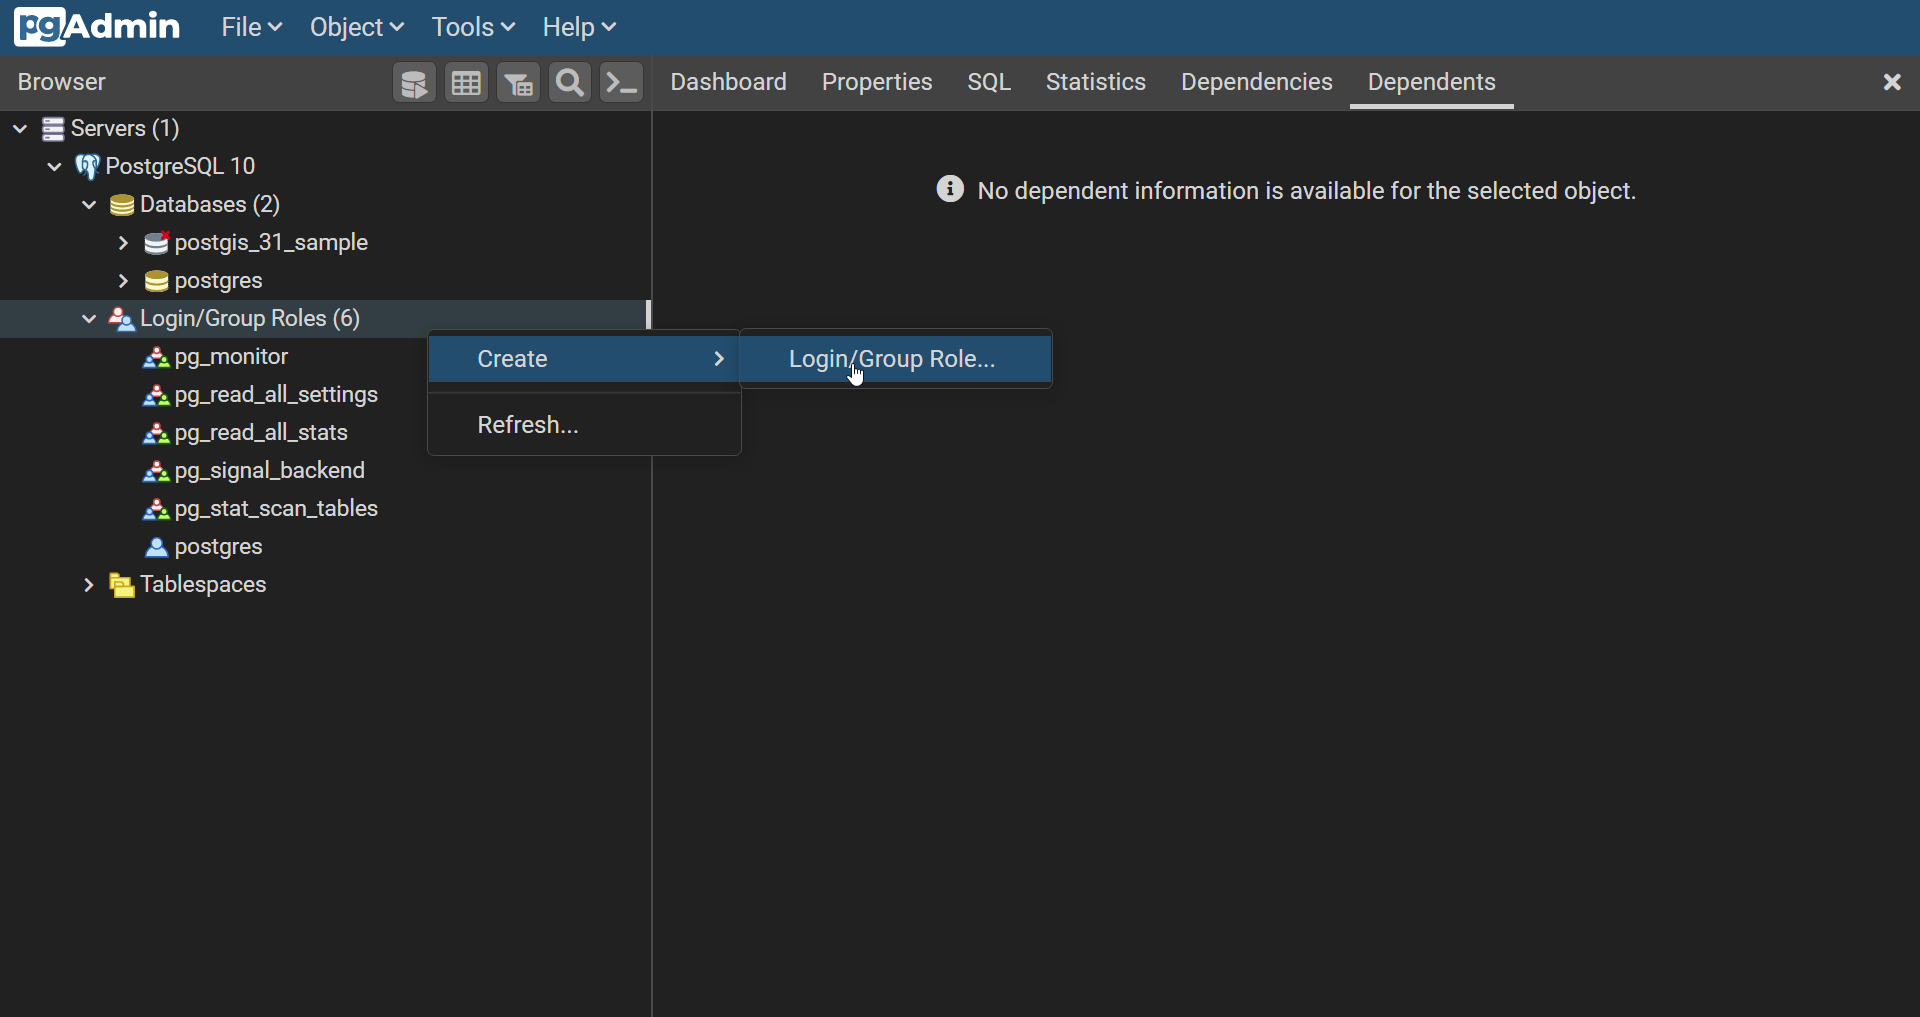 pgAdmin File Object Tools Help
Browser
Dashboard Properties SQL Statistics Dependencies Dependents
Servers (1)
PostgreSQL 10
Databases (2)
postgis_31_sample
postgres
Login/Group Roles (6)
pg_monitor
pg_read_all_settings
pg_read_all_stats
pg_signal_backend
pg_stat_scan_tables
postgres
Tablespaces
Create
Refresh...
Login/Group Role...
No dependent information is available for the selected object.